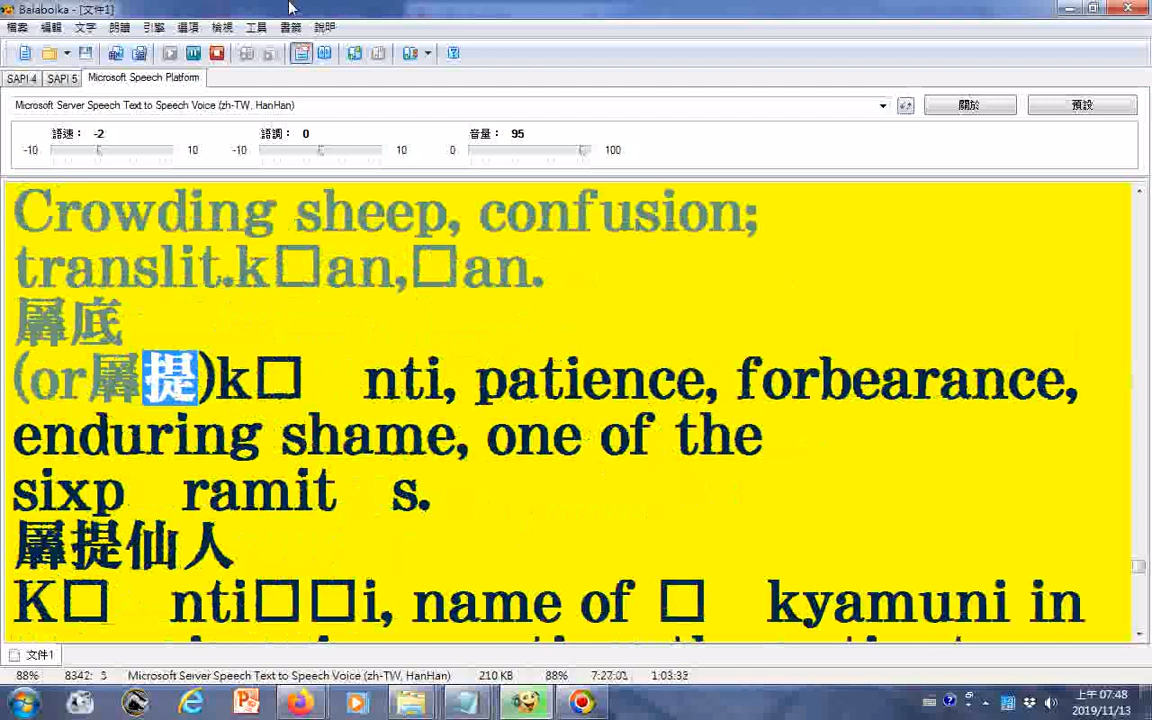 Balabolka - [文件1]
檔案 編輯 文字 朗讀 引擎 選項 檢視 工具 書籤 說明
SAPI 4 SAPI 5 Microsoft Speech Platform
Microsoft Server Speech Text to Speech Voice (zh-TW, HanHan) 關於 預設
語速： -2 語調： 0 音量： 95
-10 10 -10 10 0 100
Crowding sheep, confusion;
translit.k□an,□an.
羼底
(or羼提)k□ nti, patience, forbearance,
enduring shame, one of the
sixp ramit s.
羼提仙人
K□ nti□□i, name of □ kyamuni in
文件1
88% 8342: 3 Microsoft Server Speech Text to Speech Voice (zh-TW, HanHan) 210 KB 88% 7:27:01 1:03:33
上午 07:48
2019/11/13